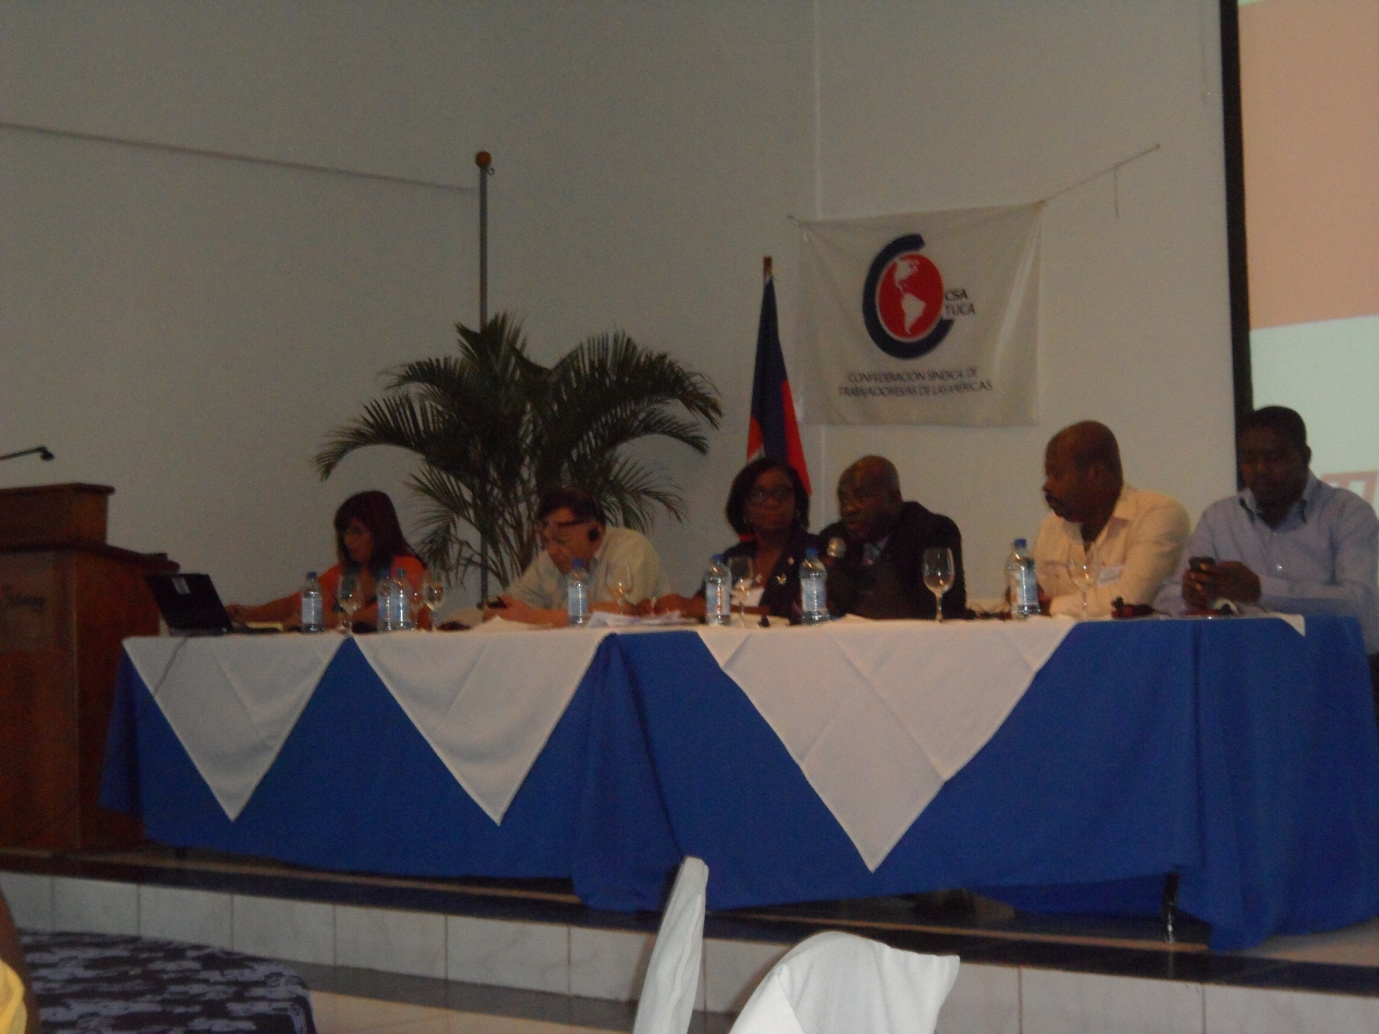 CSA
TUCA
CONFEDERACIÓN SINDICAL DE
TRABAJADORES/AS DE LAS AMÉRICAS